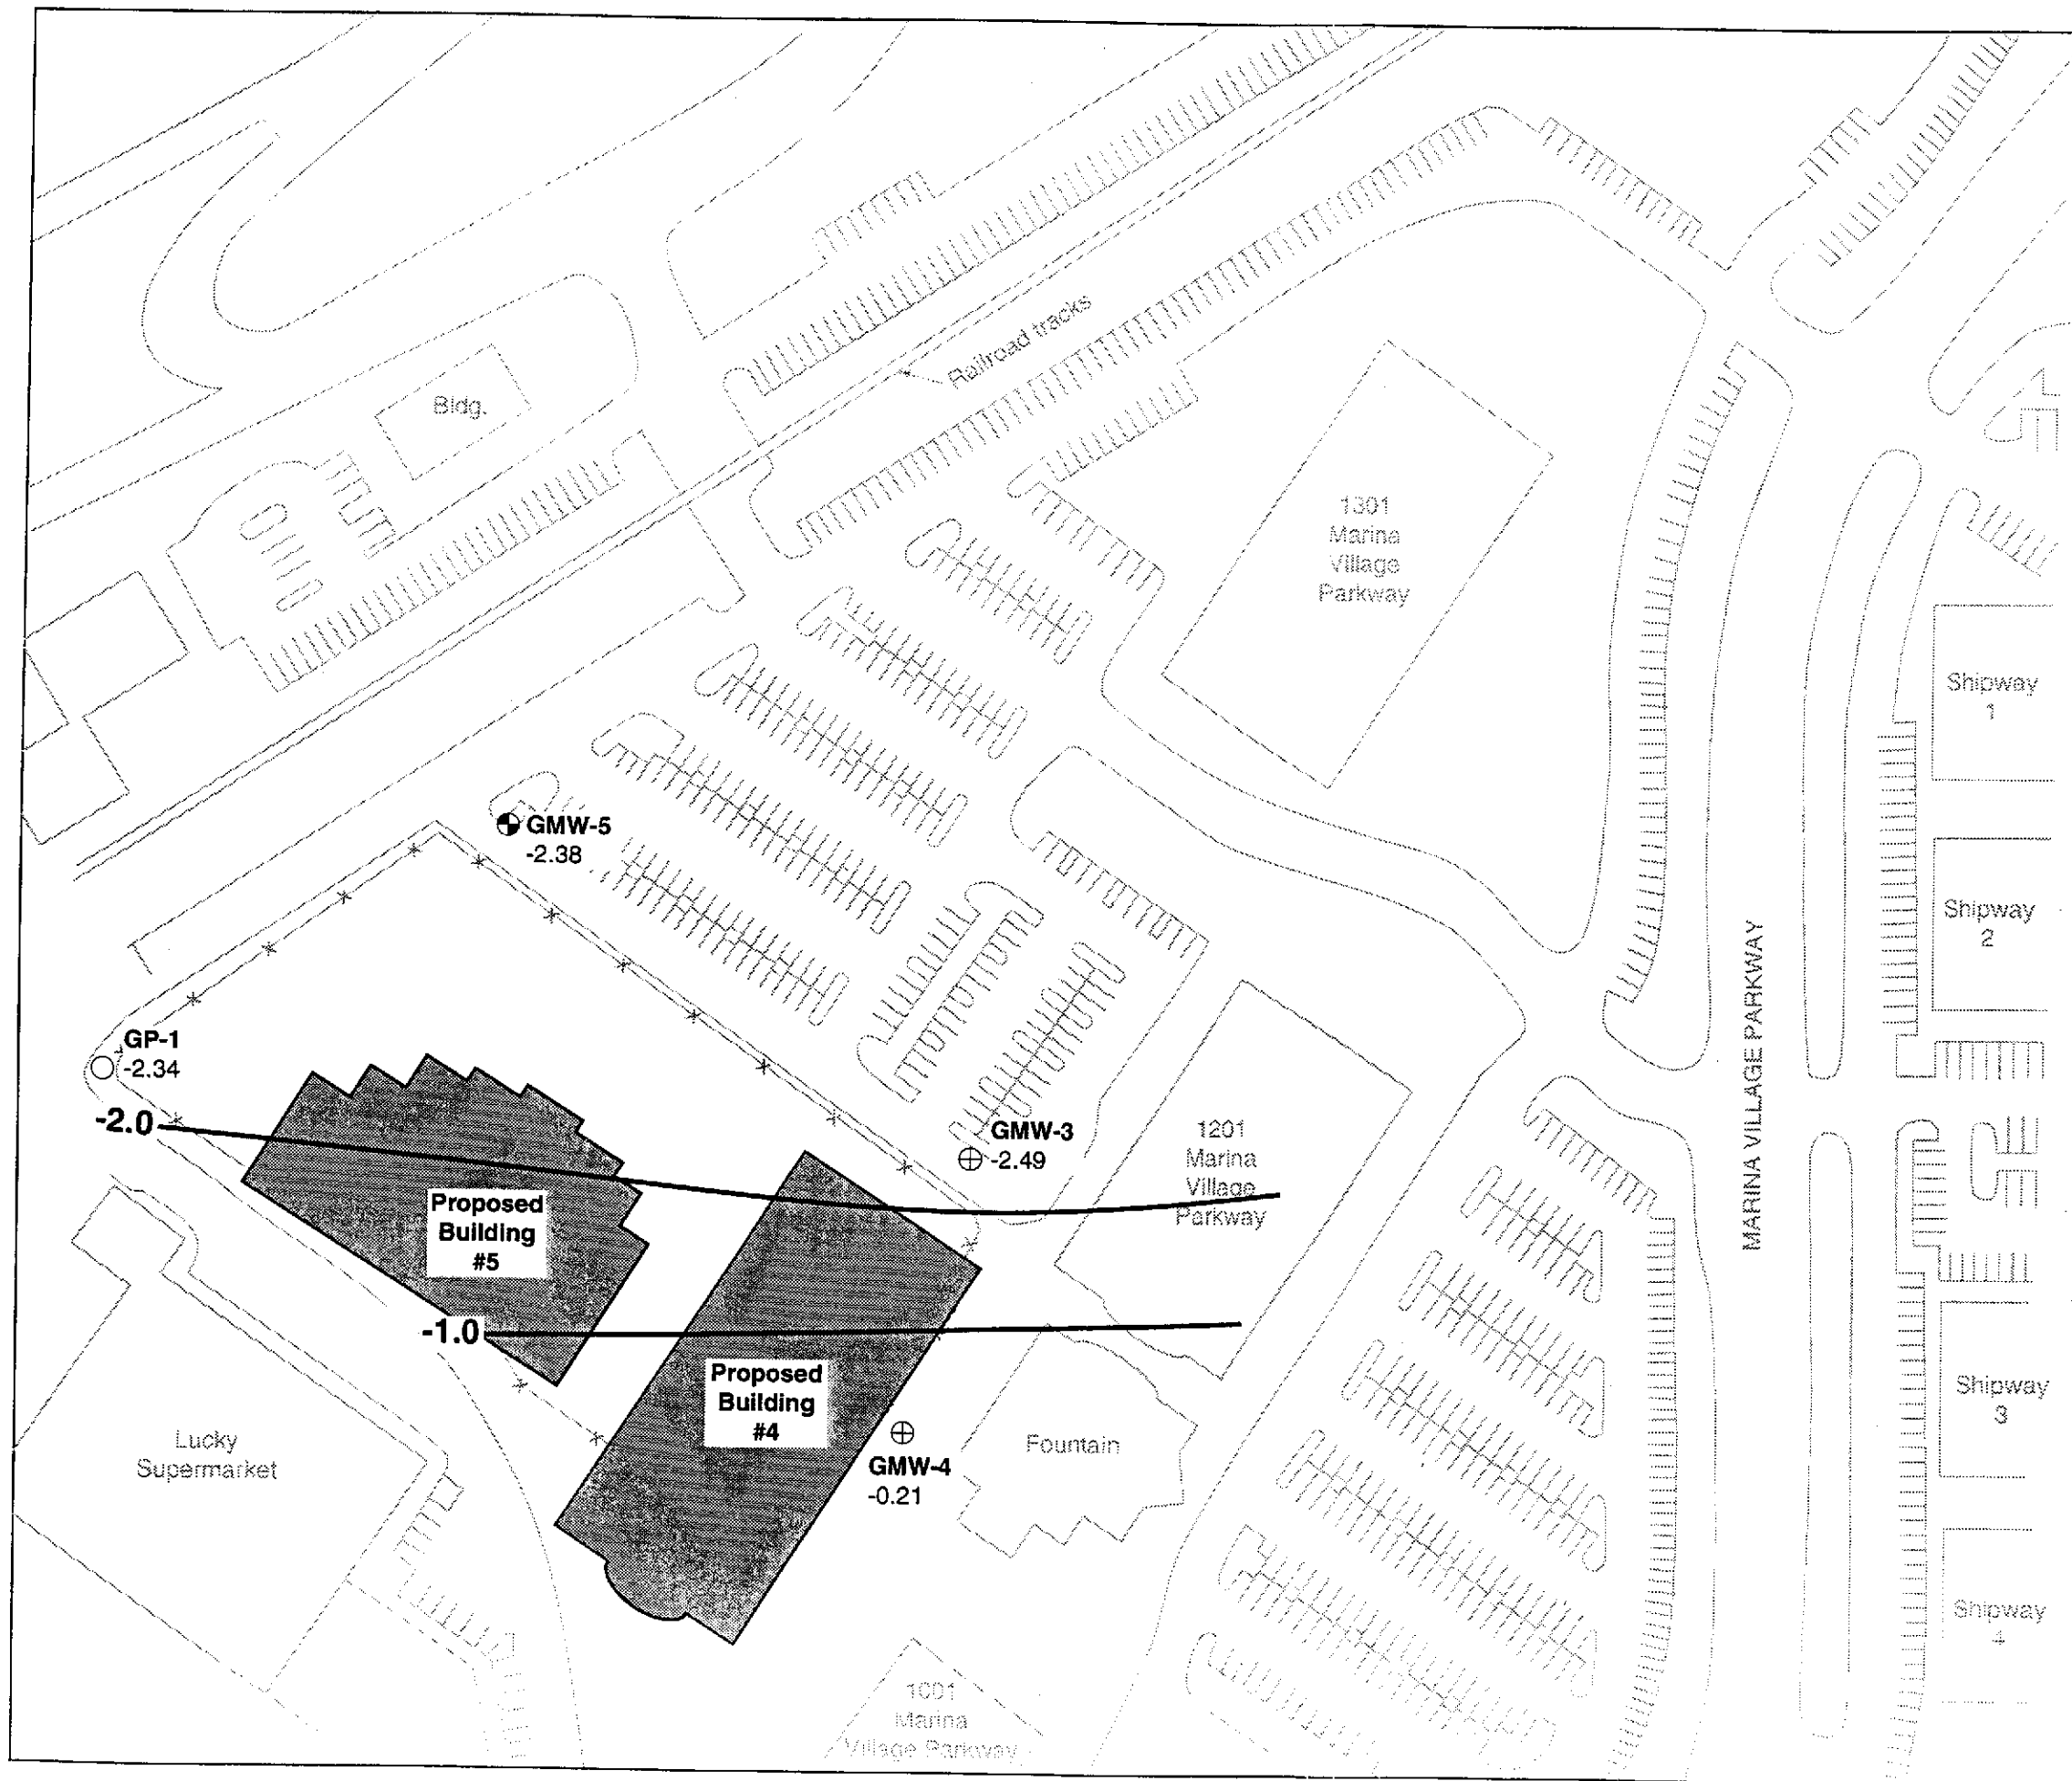 Railroad tracks
Bldg.
1301
Marina
Village
Parkway
Shipway
1
GMW-5
-2.38
Shipway
2
MARINA VILLAGE PARKWAY
GP-1
-2.34
-2.0
GMW-3
-2.49
1201
Marina
Village
Parkway
Proposed
Building
#5
-1.0
Proposed
Building
#4
Shipway
3
Lucky
Supermarket
Fountain
GMW-4
-0.21
Shipway
4
1001
Marina
Village Parkway